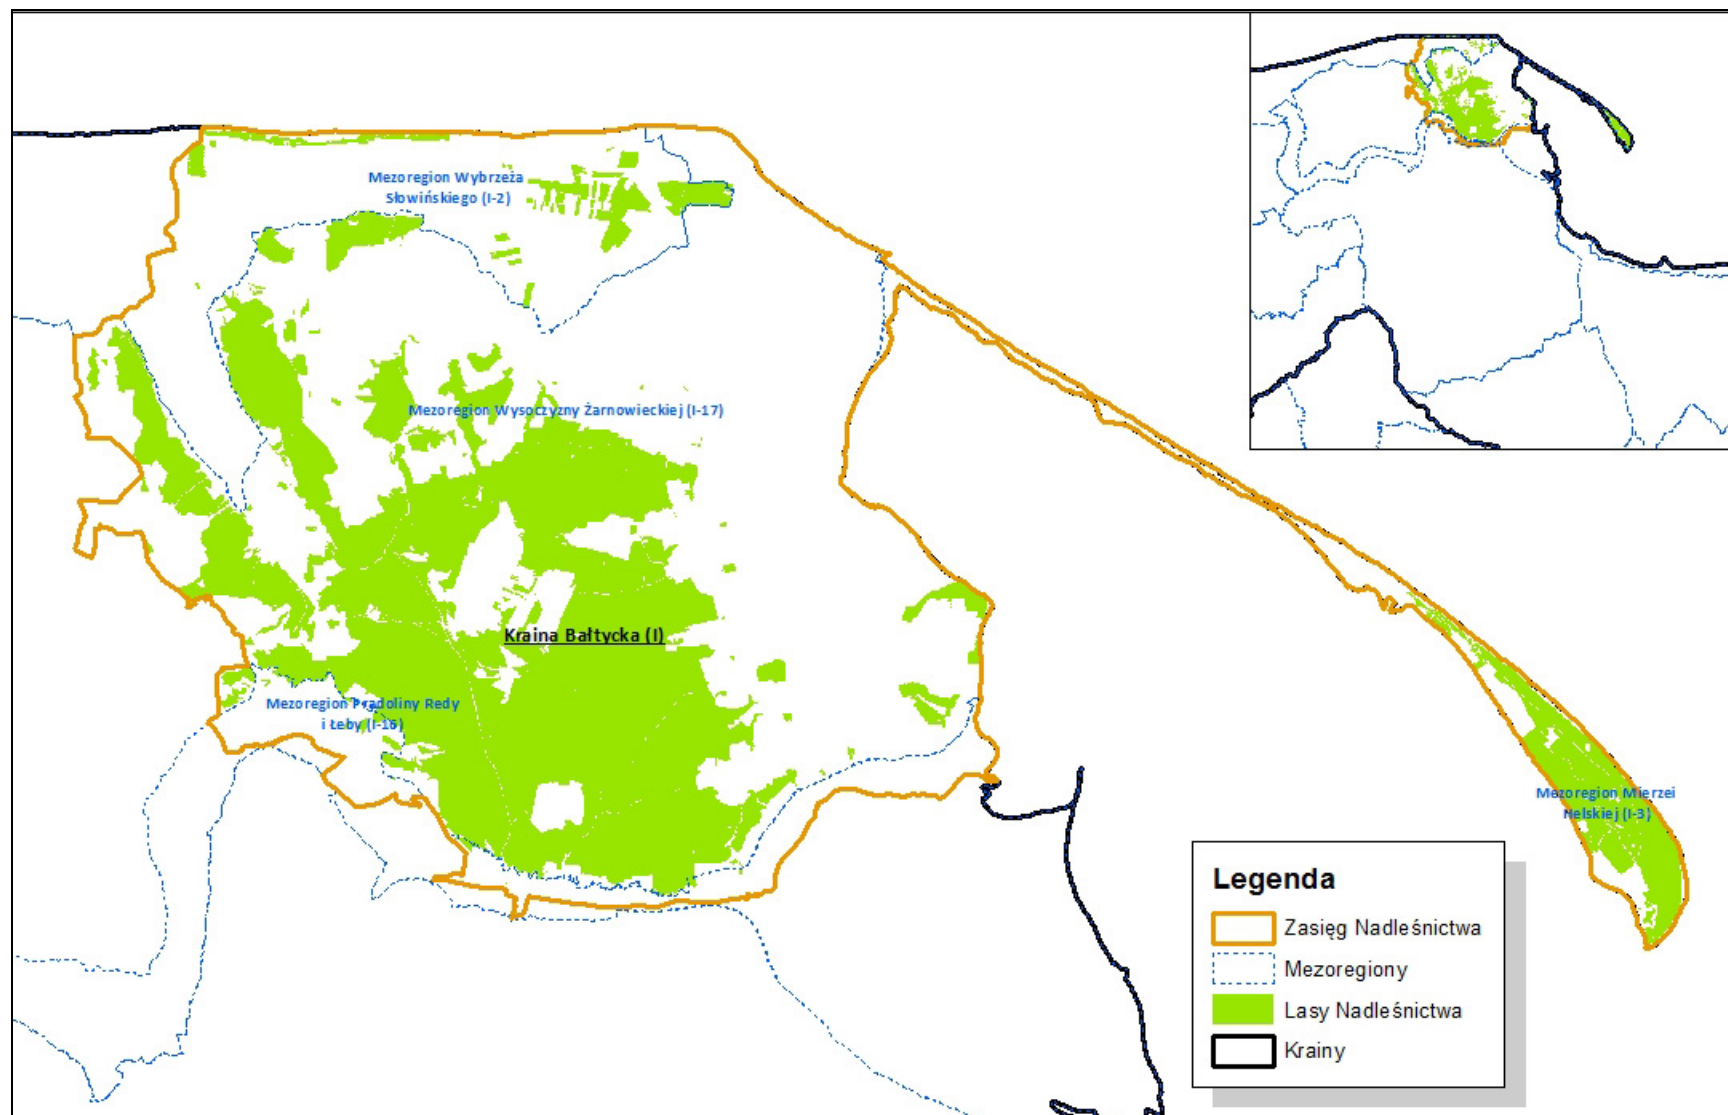 Mezoregion Wybrzeża
Słowińskiego (I-2)
Mezoregion Wysoczyzny Żarnowieckiej (I-17)
Kraina Bałtycka (I)
Mezoregion Pradoliny Redy
i Łeby (I-16)
Mezoregion Mierzei
Helskiej (I-3)
Legenda
Zasięg Nadleśnictwa
Mezoregiony
Lasy Nadleśnictwa
Krainy